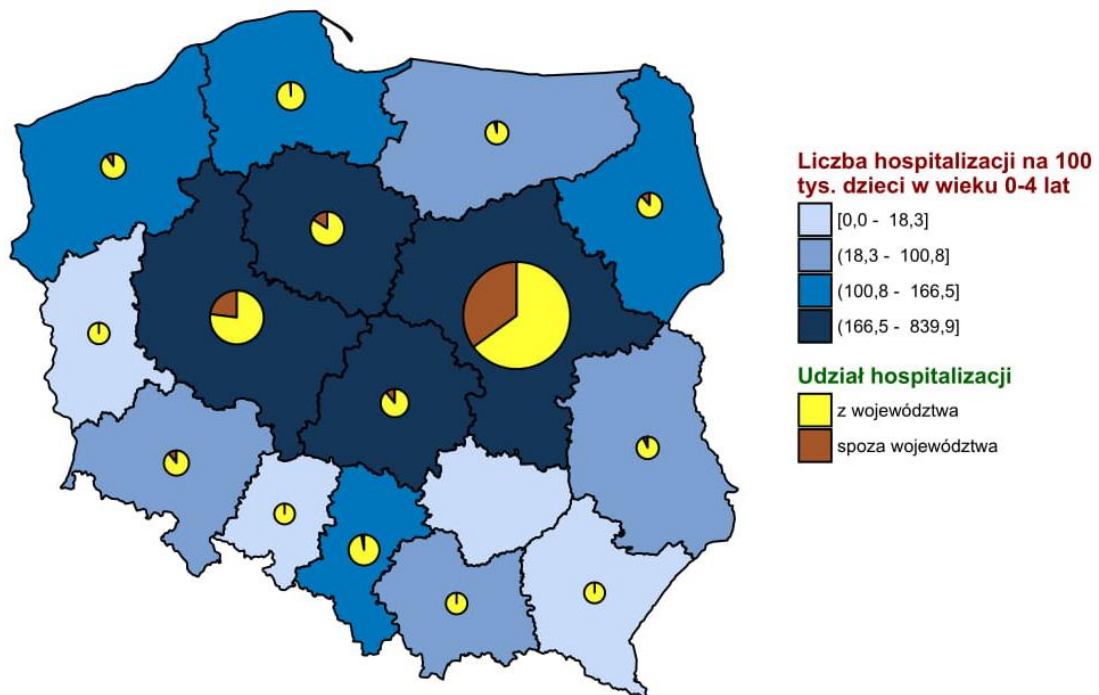 Liczba hospitalizacji na 100
tys. dzieci w wieku 0-4 lat
[0,0 - 18,3]
(18,3 - 100,8]
(100,8 - 166,5]
(166,5 - 839,9]
Udział hospitalizacji
z województwa
spoza województwa